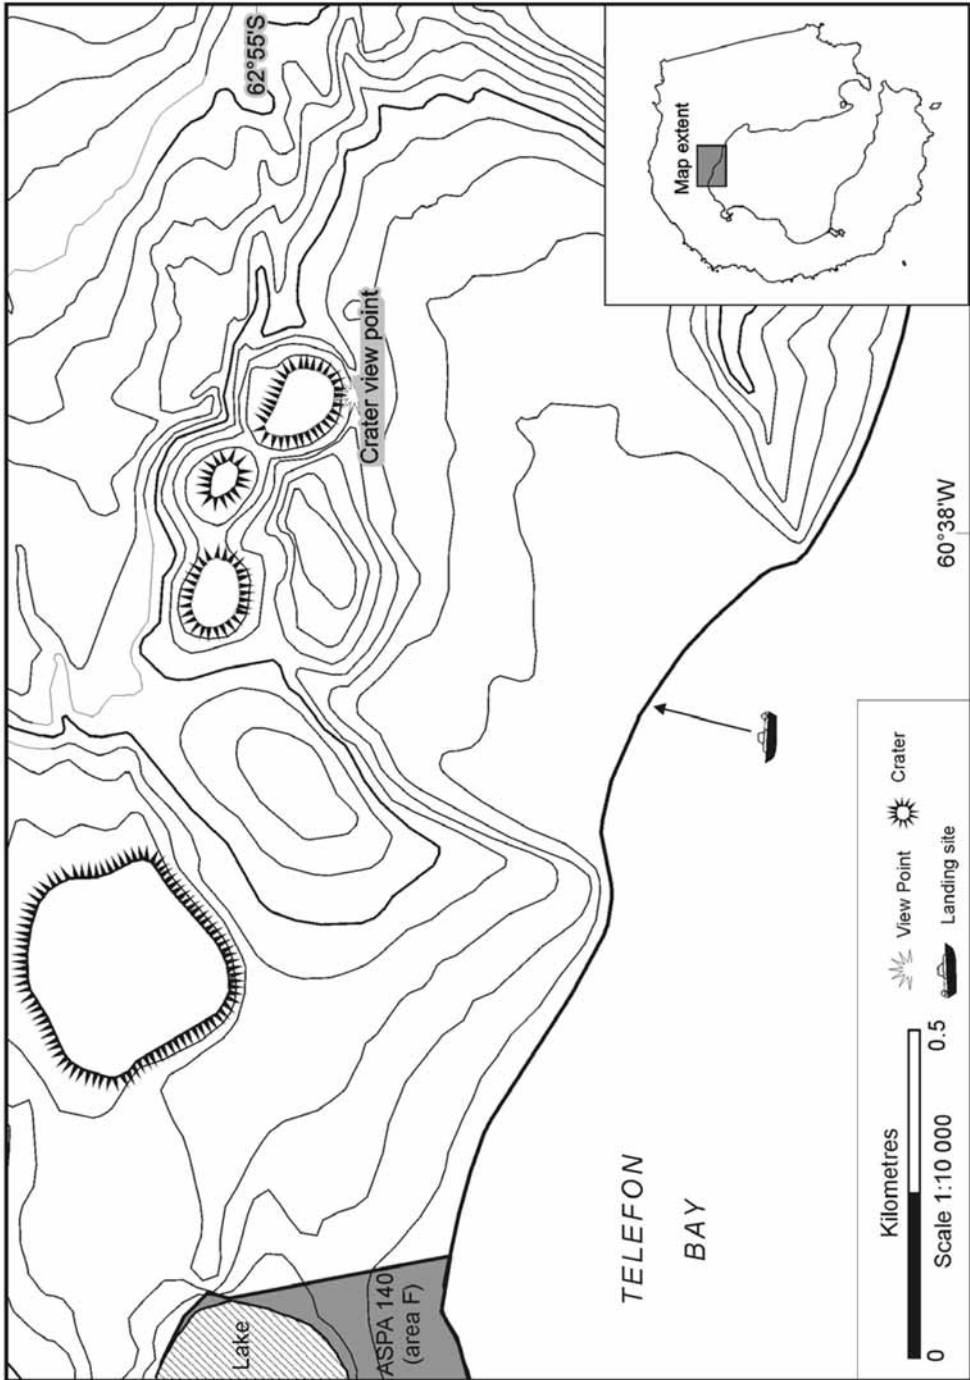 62°55'S
Map extent
Crater view point
60°38'W
TELEFON
BAY
Lake
ASPA 140
(area F)
Kilometres
0
0.5
Scale 1:10 000
View Point
Crater
Landing site